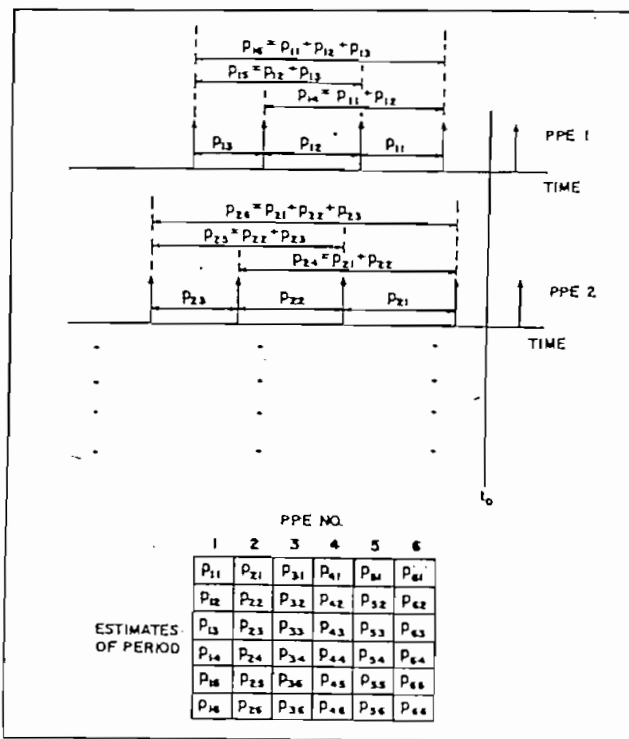 p₁₆ = p₁₁ + p₁₂ + p₁₃
p₁₅ = p₁₂ + p₁₃
p₁₄ = p₁₁ + p₁₂
p₁₃ p₁₂ p₁₁ PPE 1
TIME
p₂₆ = p₂₁ + p₂₂ + p₂₃
p₂₅ = p₂₂ + p₂₃
p₂₄ = p₂₁ + p₂₂
p₂₃ p₂₂ p₂₁ PPE 2
TIME
t₀
PPE NO.
1 2 3 4 5 6
P₁₁ P₂₁ P₃₁ P₄₁ P₅₁ P₆₁
P₁₂ P₂₂ P₃₂ P₄₂ P₅₂ P₆₂
ESTIMATES OF PERIOD
P₁₃ P₂₃ P₃₃ P₄₃ P₅₃ P₆₃
P₁₄ P₂₄ P₃₄ P₄₄ P₅₄ P₆₄
P₁₅ P₂₅ P₃₅ P₄₅ P₅₅ P₆₅
P₁₆ P₂₆ P₃₆ P₄₆ P₅₆ P₆₆